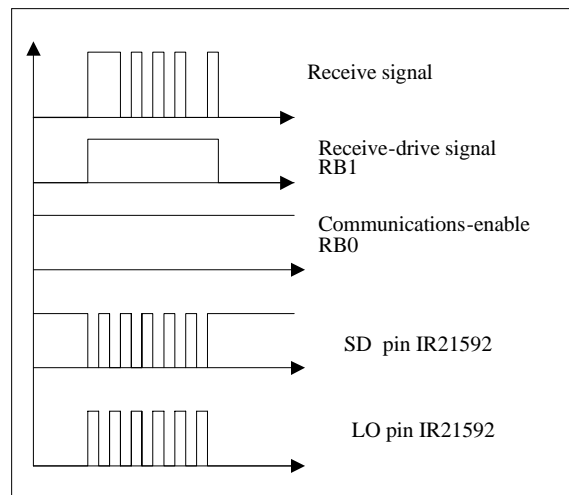 Receive signal
Receive-drive signal
RB1
Communications-enable
RB0
SD pin IR21592
LO pin IR21592